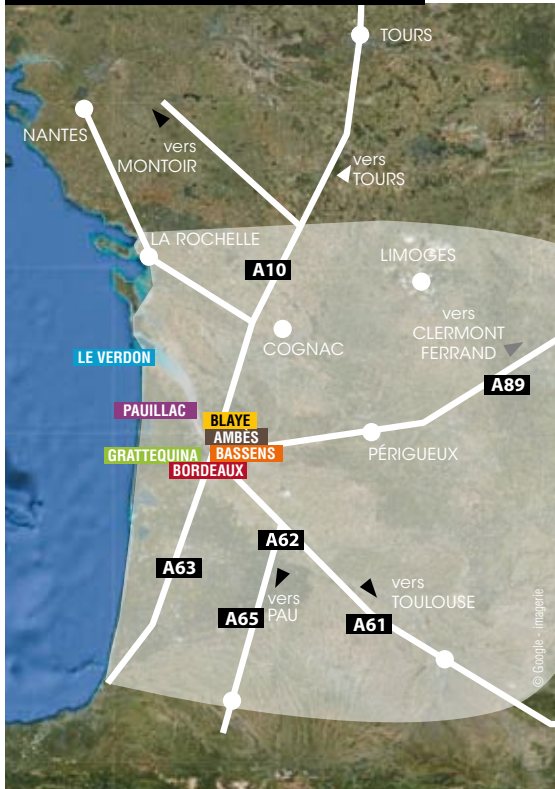 TOURS
NANTES
vers
MONTOIR
vers
TOURS
LA ROCHELLE
LIMOGES
A10
vers
CLERMONT
FERRAND
COGNAC
LE VERDON
A89
PAUILLAC
BLAYE
AMBÈS
GRATTEQUINA
BASSENS
PÉRIGUEUX
BORDEAUX
A62
A63
vers
PAU
vers
TOULOUSE
A65
A61
© Google - imagerie